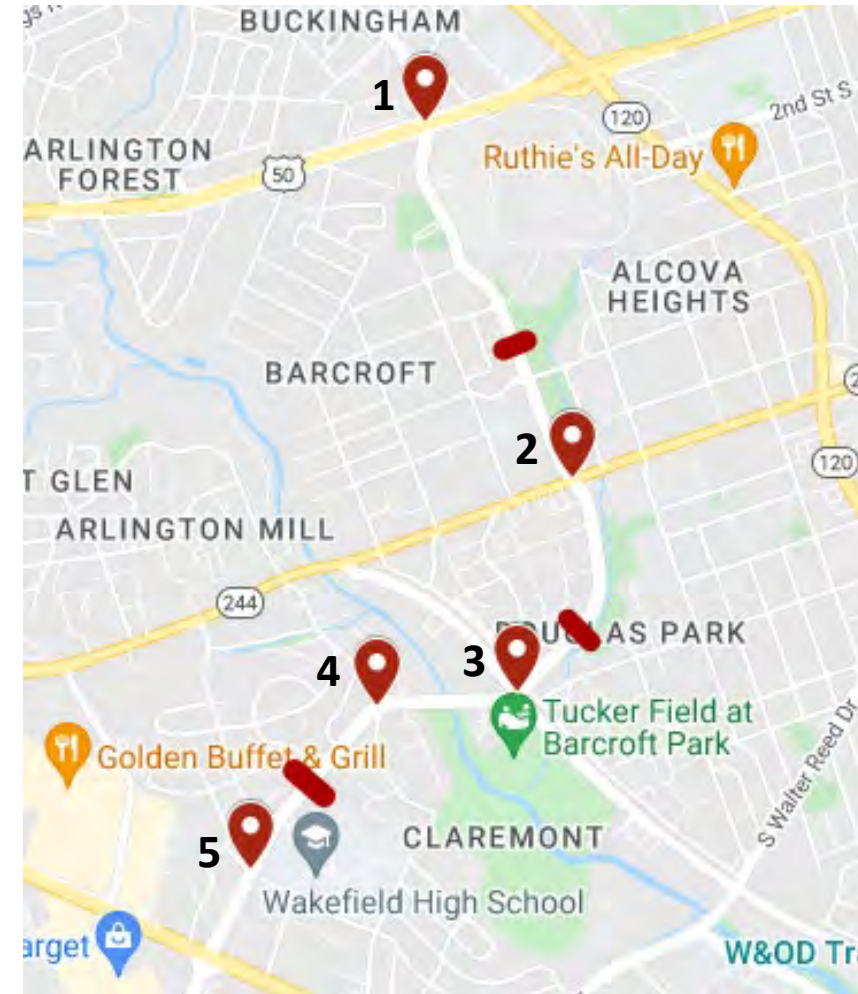 BUCKINGHAM
1
120
2nd St S
ARLINGTON
FOREST
50
Ruthie's All-Day
ALCOVA
HEIGHTS
BARCROFT
2
120
T GLEN
ARLINGTON MILL
244
DOUGLAS PARK
3
4
Tucker Field at
Barcroft Park
Golden Buffet & Grill
S Walter Reed Dr
5
CLAREMONT
Wakefield High School
arget
W&OD Tr